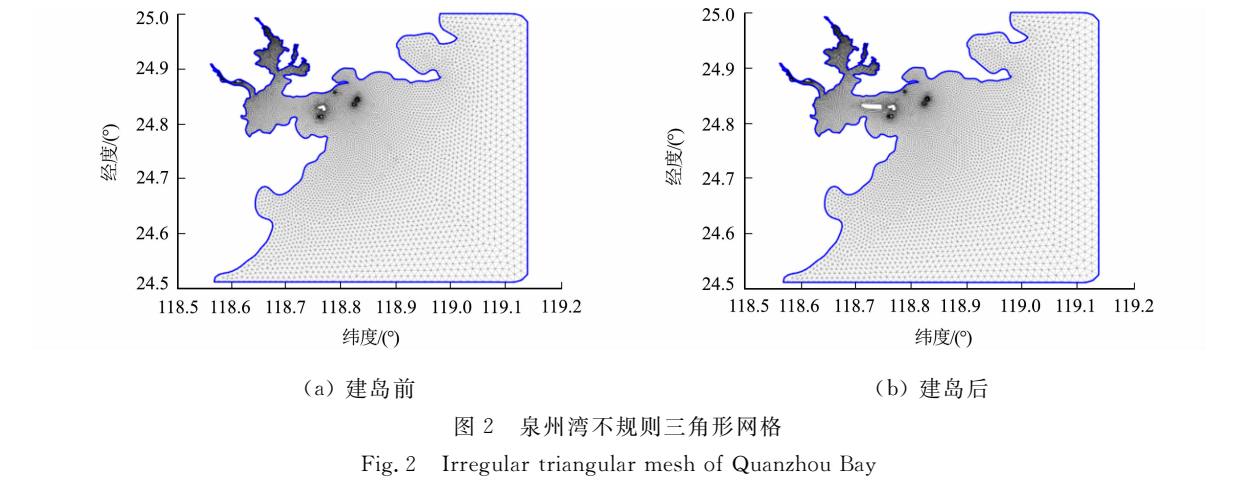 25.0
24.9
24.8
24.7
24.6
24.5
经度/(°)
118.5 118.6 118.7 118.8 118.9 119.0 119.1 119.2
纬度/(°)
(a) 建岛前
25.0
24.9
24.8
24.7
24.6
24.5
经度/(°)
118.5 118.6 118.7 118.8 118.9 119.0 119.1 119.2
纬度/(°)
(b) 建岛后
图 2 泉州湾不规则三角形网格
Fig. 2 Irregular triangular mesh of Quanzhou Bay